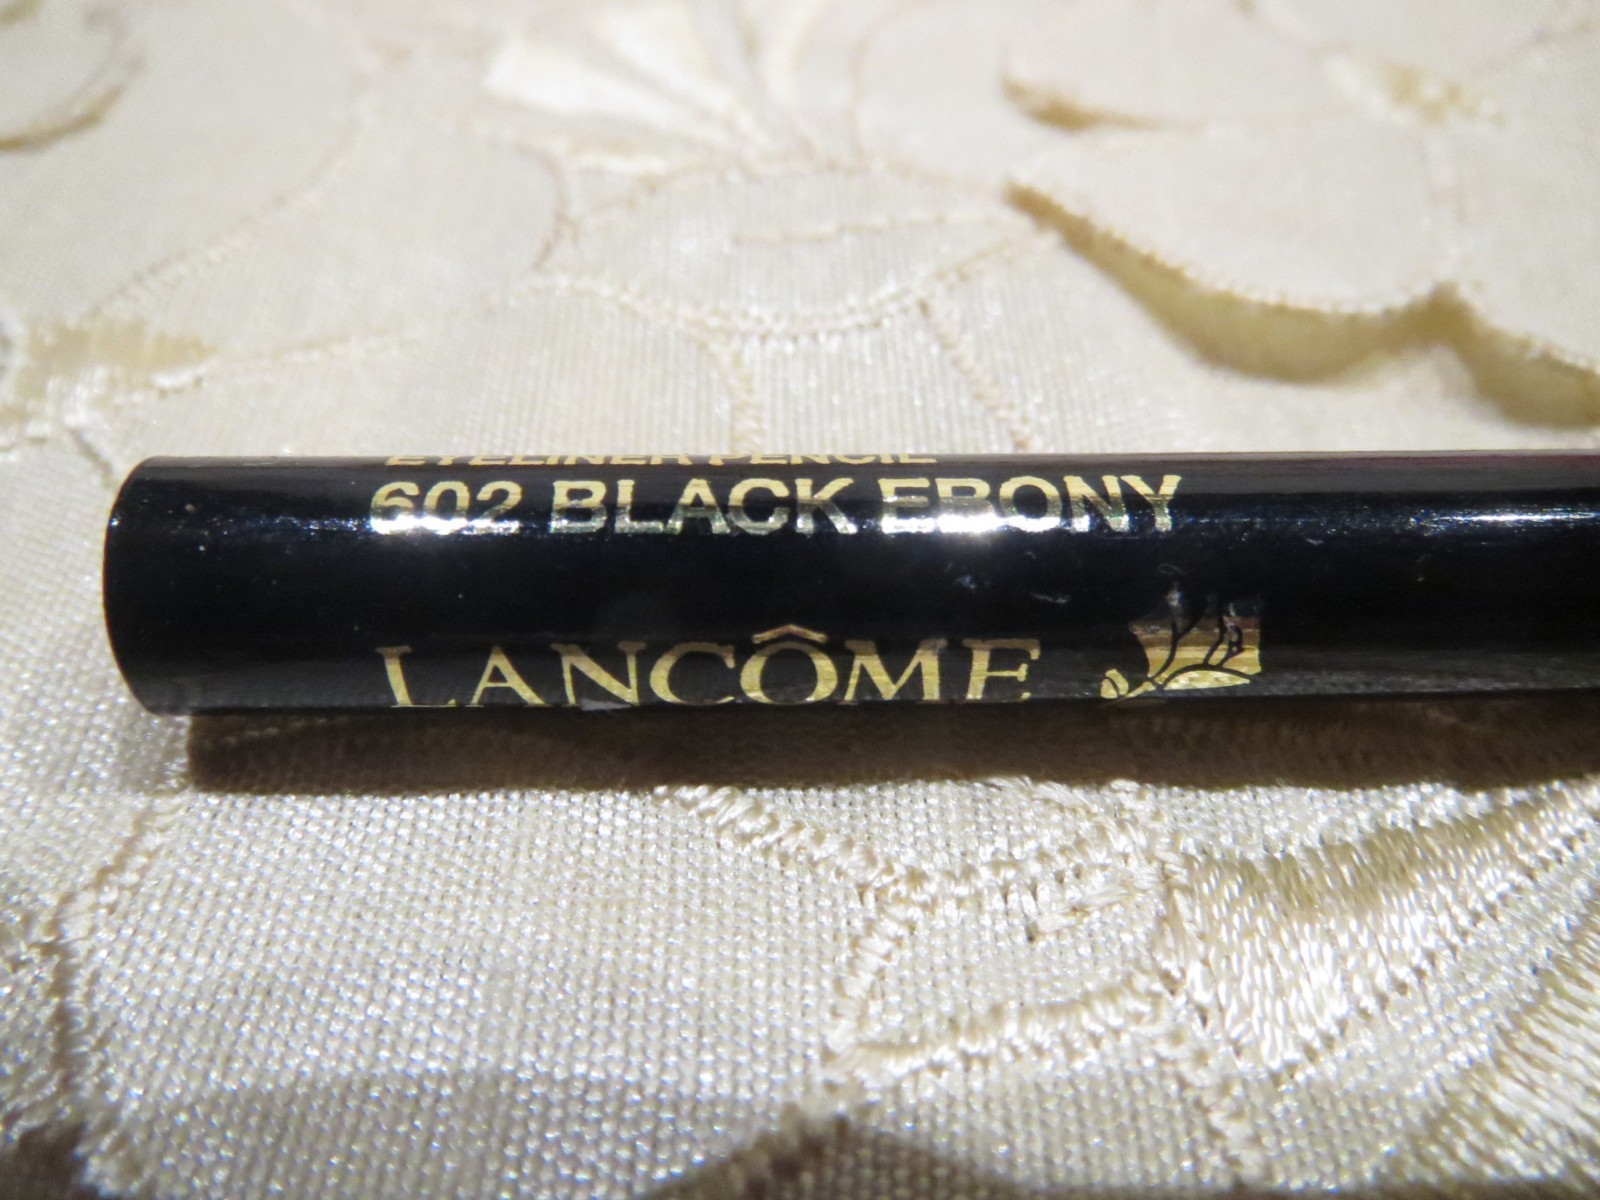 EYELINER PENCIL
602 BLACK EBONY
LANCÔME